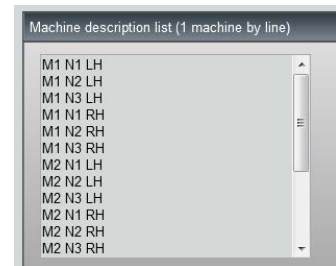 Machine description list (1 machine by line)
M1 N1 LH
M1 N2 LH
M1 N3 LH
M1 N1 RH
M1 N2 RH
M1 N3 RH
M2 N1 LH
M2 N2 LH
M2 N3 LH
M2 N1 RH
M2 N2 RH
M2 N3 RH